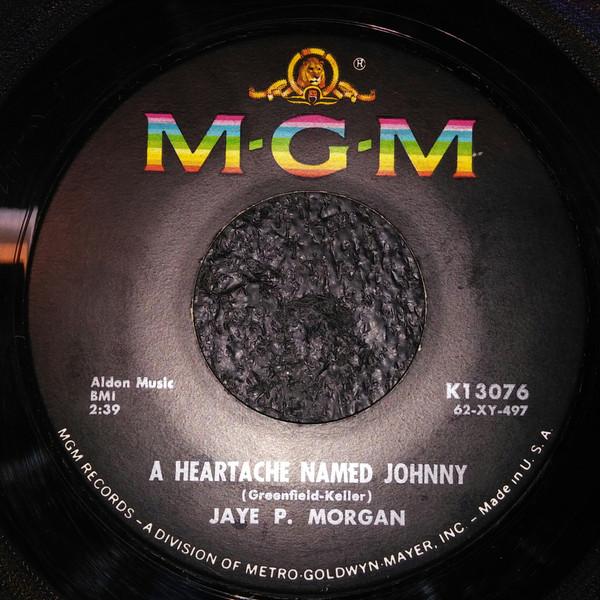 ®
M·G·M
Aldon Music
BMI
2:39
K13076
62-XY-497
A HEARTACHE NAMED JOHNNY
(Greenfield-Keller)
JAYE P. MORGAN
MGM RECORDS – A DIVISION OF METRO-GOLDWYN-MAYER, INC. – Made in U. S. A.